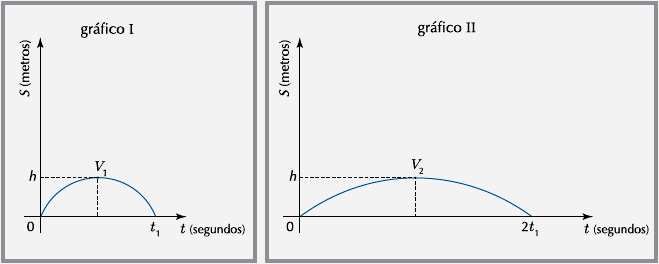 gráfico I
S (metros)
V₁
h
0
t₁
t (segundos)
gráfico II
S (metros)
V₂
h
0
2t₁
t (segundos)